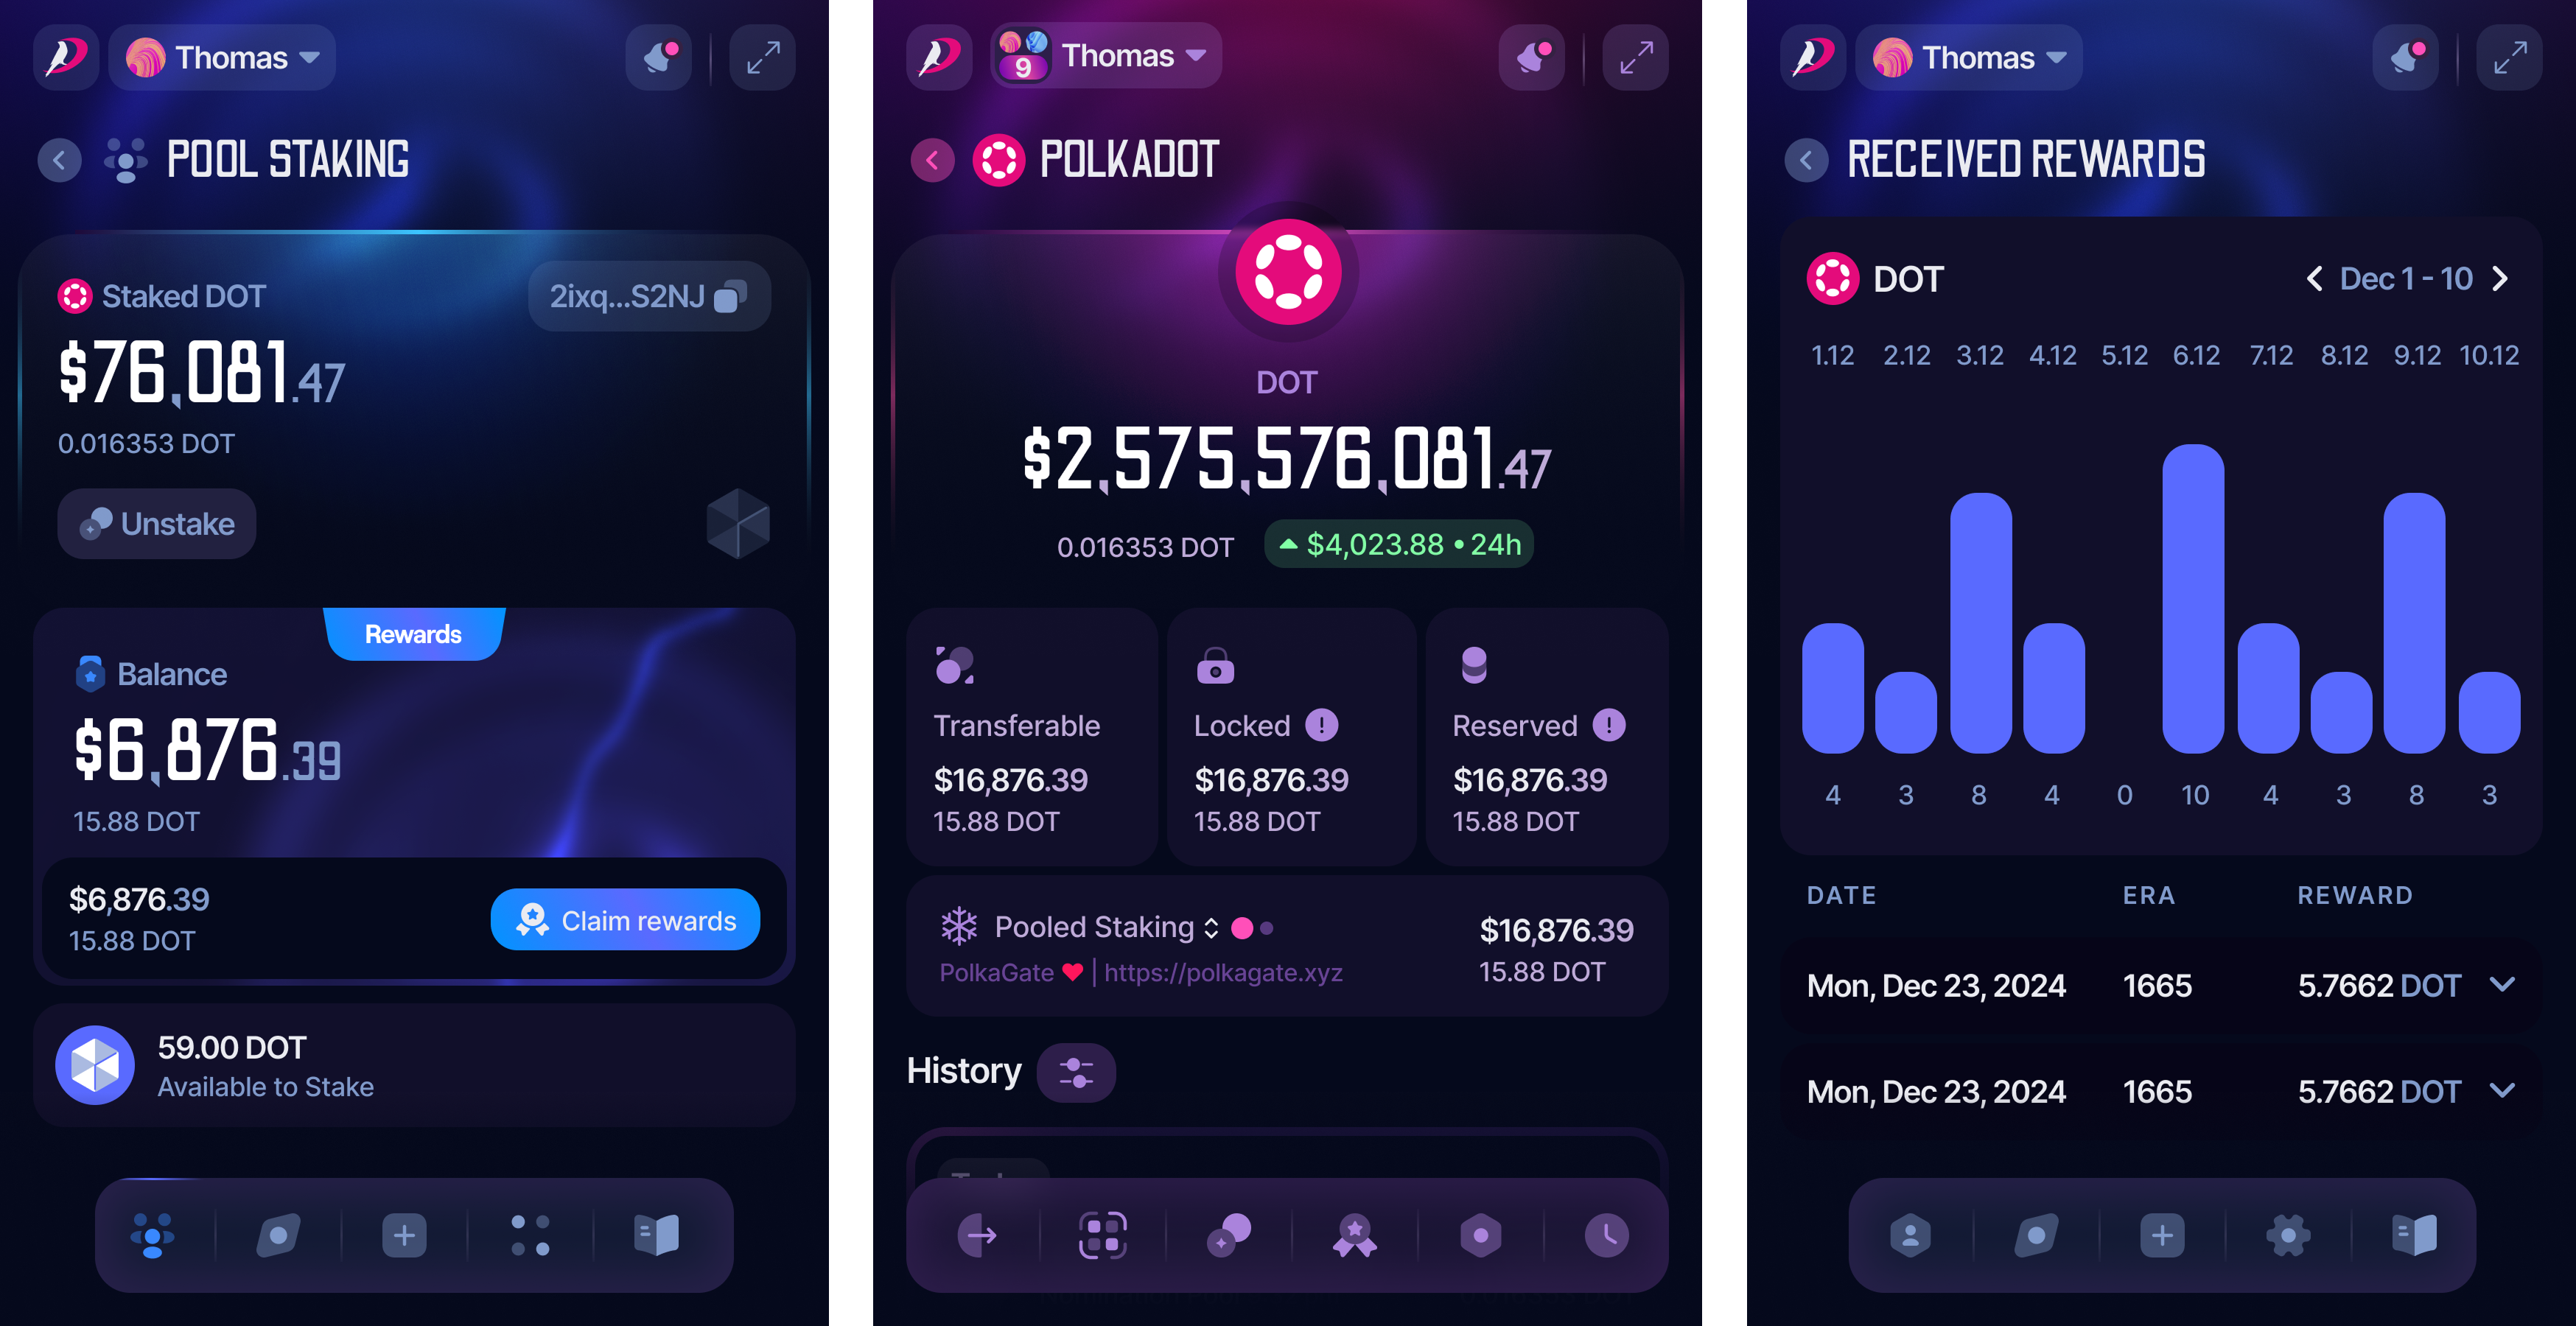 Thomas
POOL STAKING
Staked DOT
2ixq...S2NJ
$76,081.47
0.016353 DOT
Unstake
Rewards
Balance
$6,876.39
15.88 DOT
$6,876.39
15.88 DOT
Claim rewards
59.00 DOT
Available to Stake
9
Thomas
POLKADOT
DOT
$2,575,576,081.47
0.016353 DOT
$4,023.88 • 24h
Transferable
$16,876.39
15.88 DOT
Locked
$16,876.39
15.88 DOT
Reserved
$16,876.39
15.88 DOT
Pooled Staking
PolkaGate ❤ | https://polkagate.xyz
$16,876.39
15.88 DOT
History
Thomas
RECEIVED REWARDS
DOT
Dec 1 - 10
1.12 2.12 3.12 4.12 5.12 6.12 7.12 8.12 9.12 10.12
4 3 8 4 0 10 4 3 8 3
DATE ERA REWARD
Mon, Dec 23, 2024 1665 5.7662 DOT
Mon, Dec 23, 2024 1665 5.7662 DOT